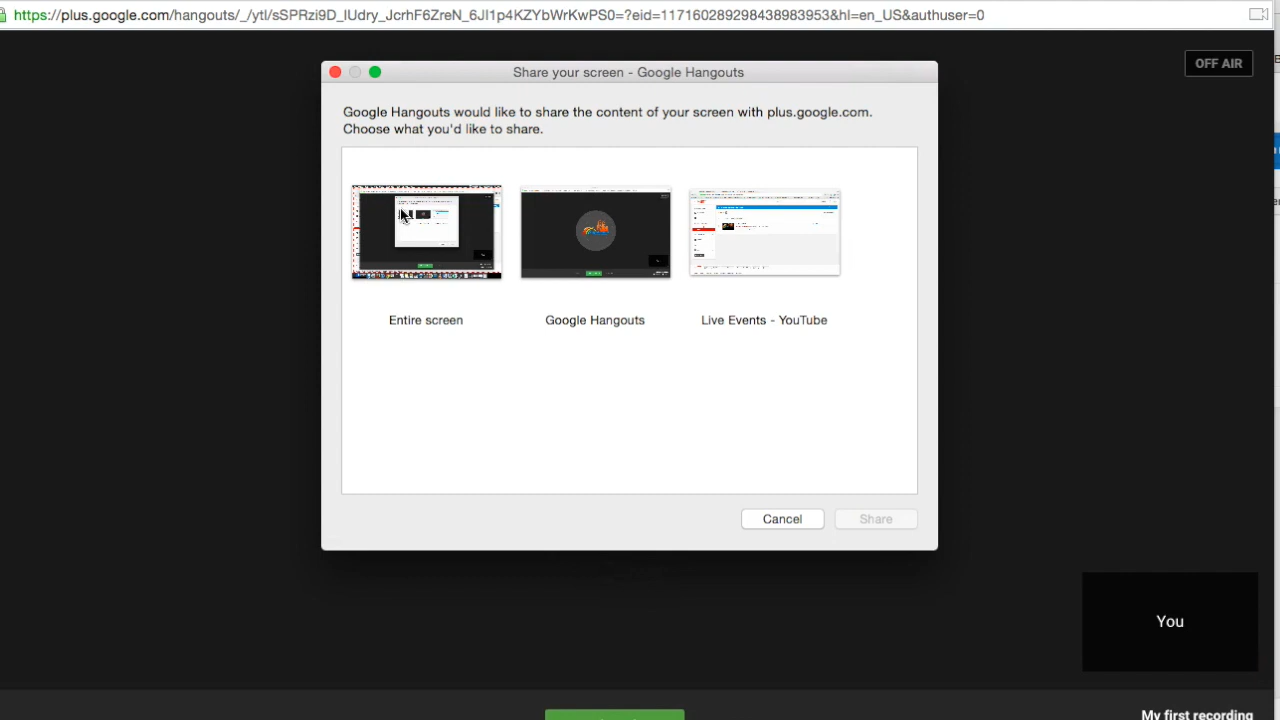 https://plus.google.com/hangouts/_/ytl/sSPRzi9D_lUdry_JcrhF6ZreN_6JI1p4KZYbWrKwPS0=?eid=117160289298438983953&hl=en_US&authuser=0
OFF AIR
Share your screen - Google Hangouts
Google Hangouts would like to share the content of your screen with plus.google.com.
Choose what you'd like to share.
Entire screen
Google Hangouts
Live Events - YouTube
Cancel
Share
You
My first recording